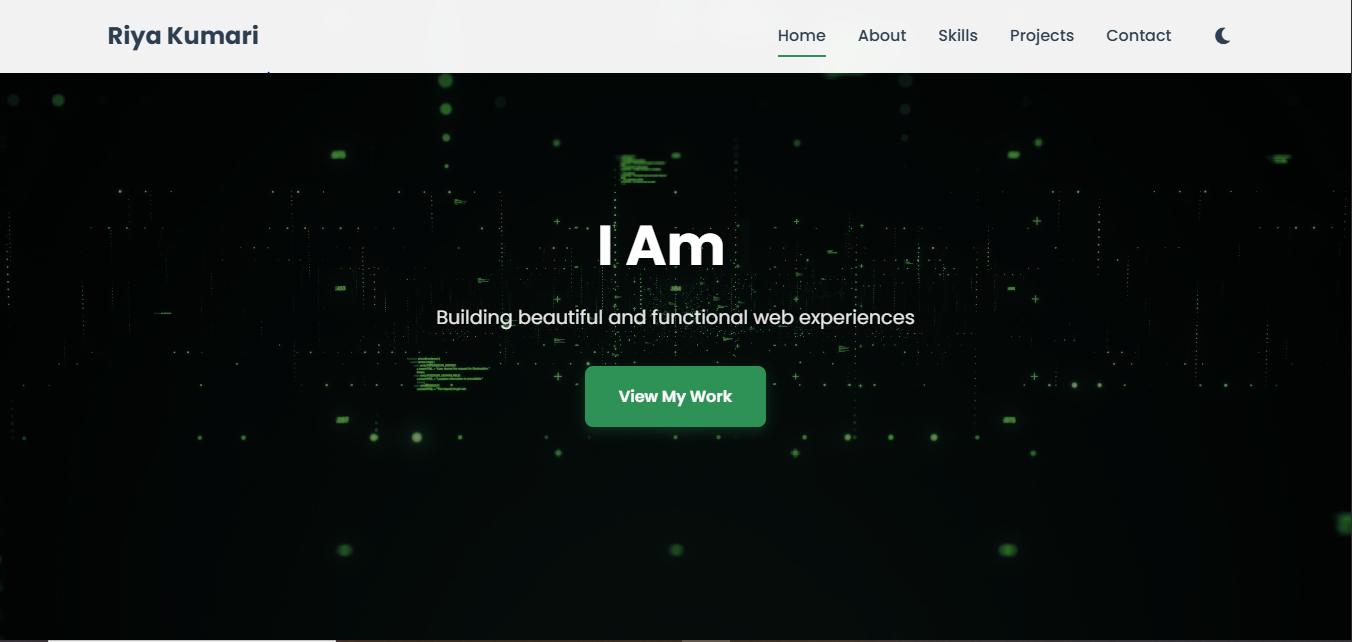 Riya Kumari
Home About Skills Projects Contact
I Am
Building beautiful and functional web experiences
View My Work